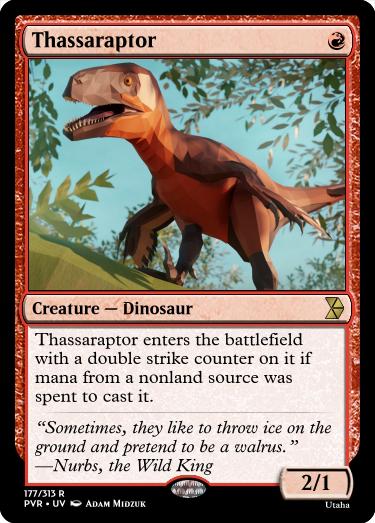 Thassaraptor
Creature — Dinosaur
Thassaraptor enters the battlefield
with a double strike counter on it if
mana from a nonland source was
spent to cast it.
“Sometimes, they like to throw ice on the
ground and pretend to be a walrus.”
—Nurbs, the Wild King
2/1
177/313 R
PVR • UV Adam Midzuk
Utaha